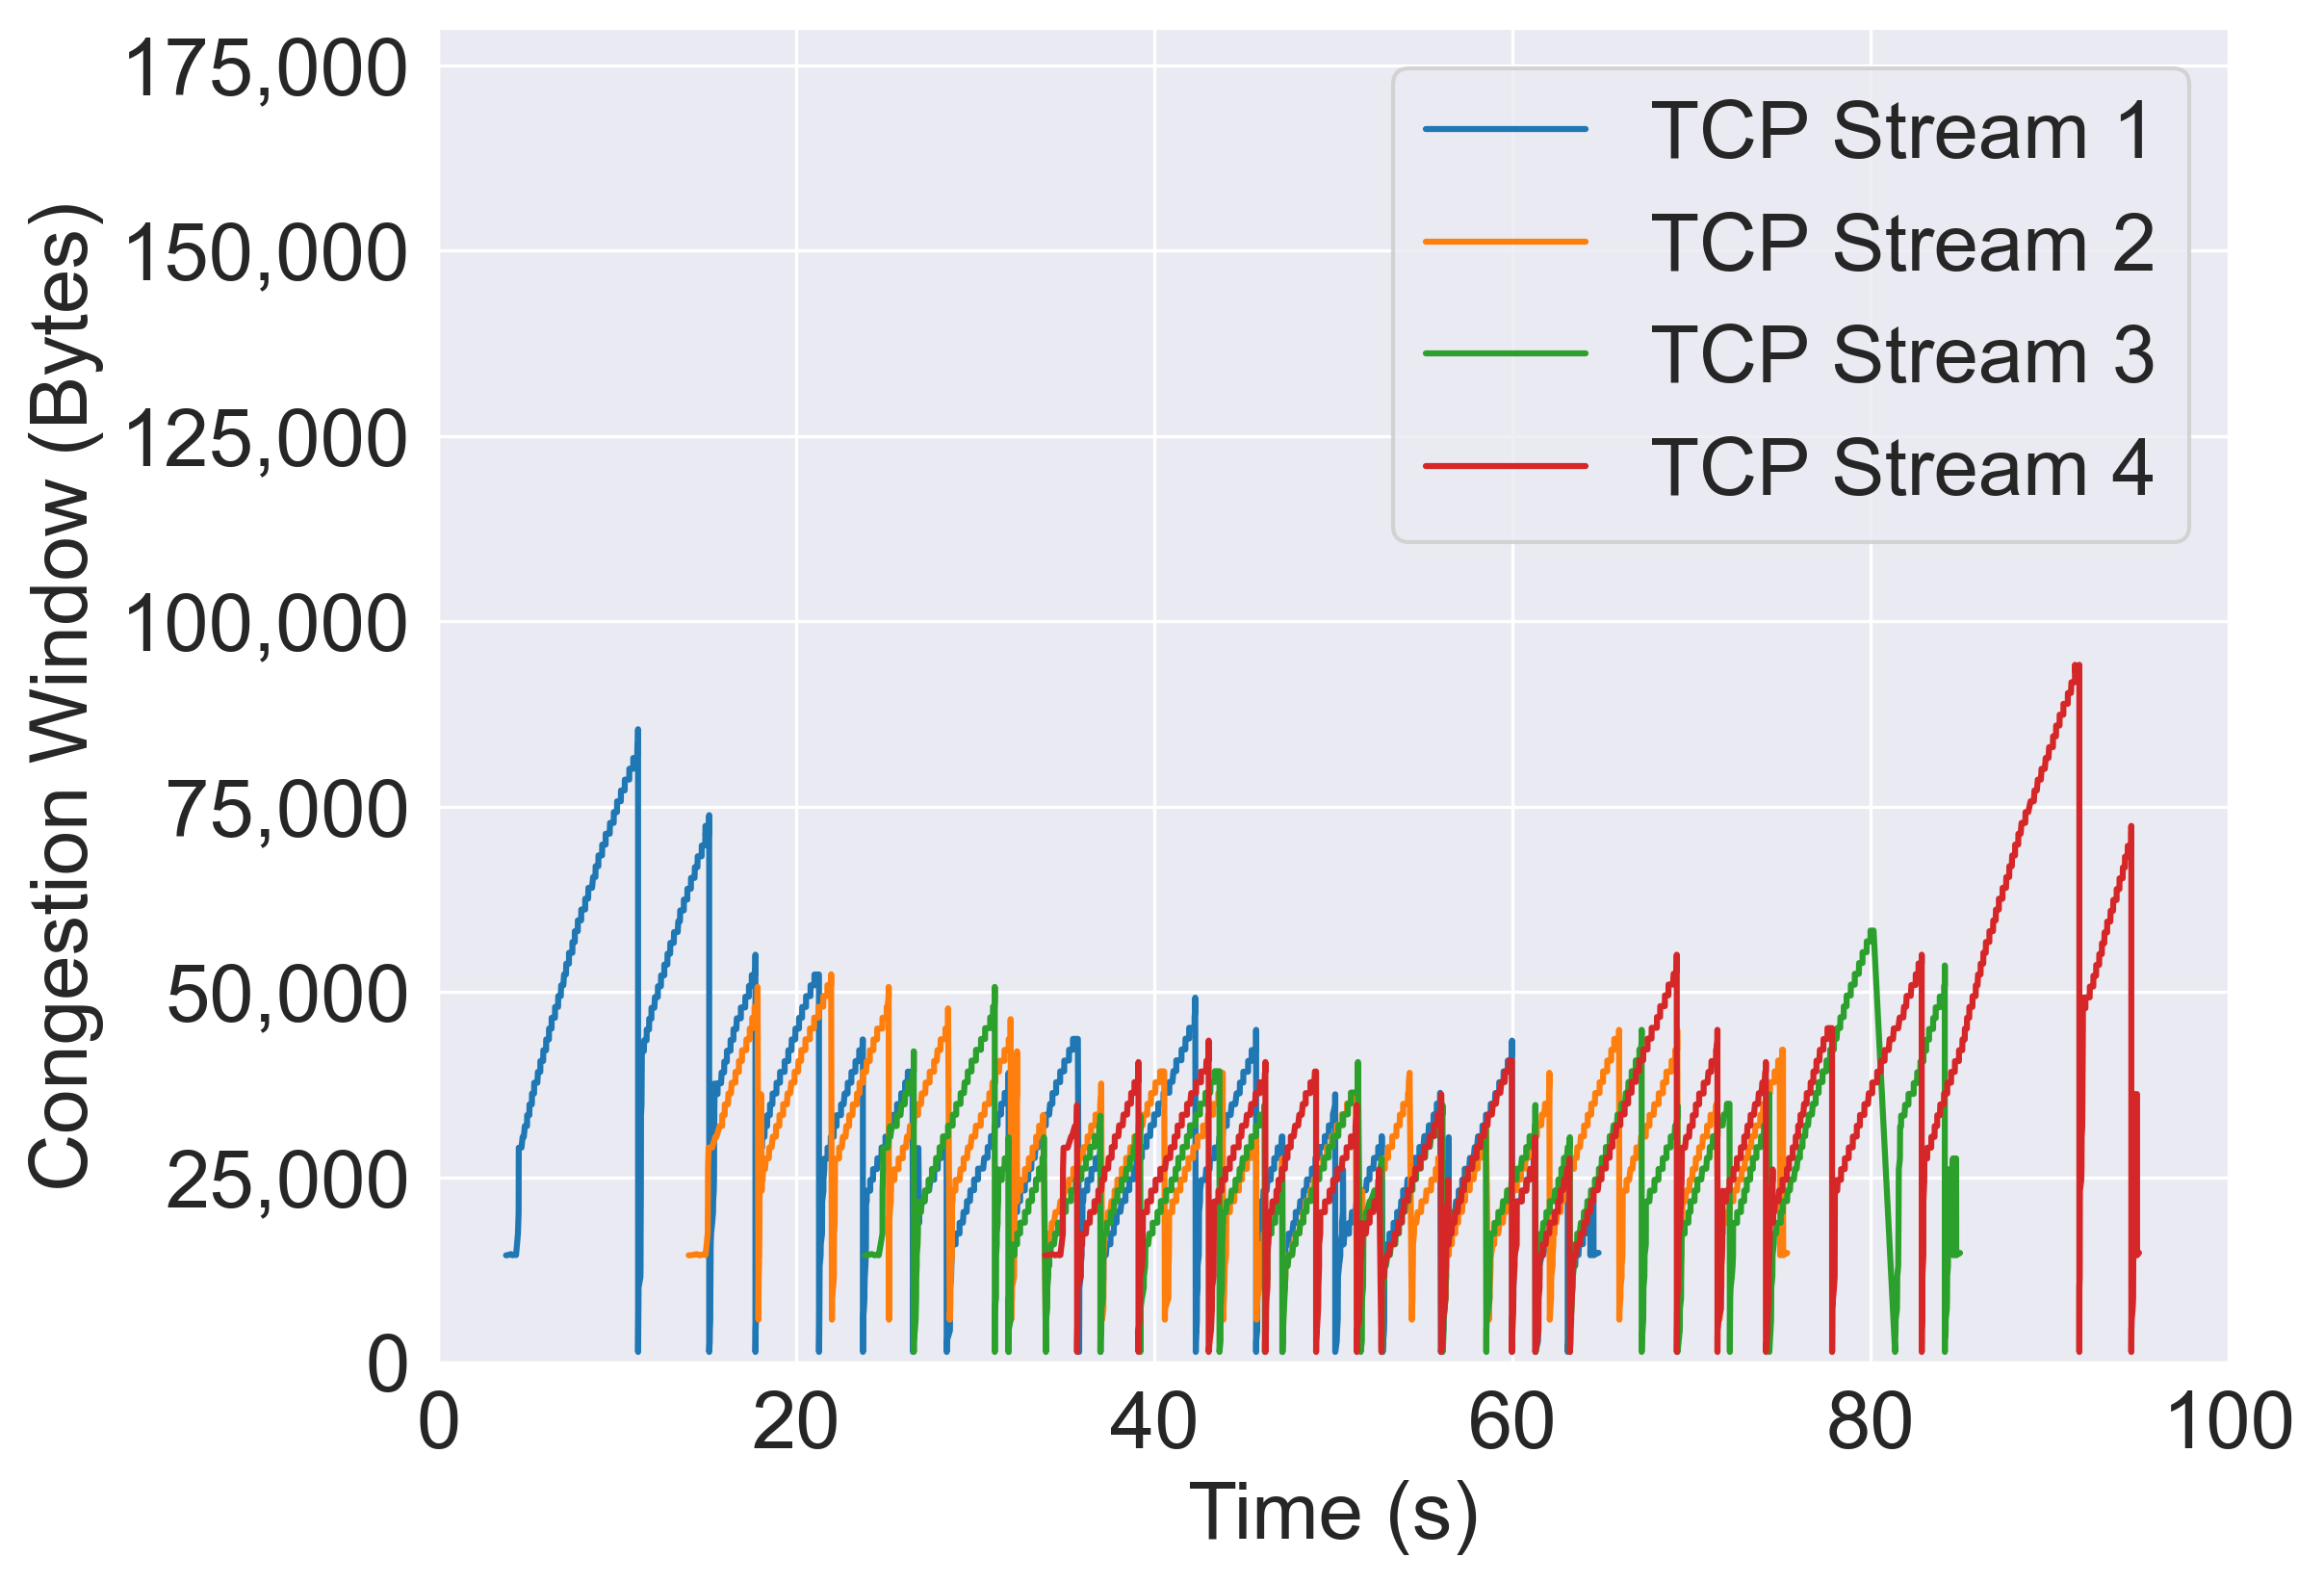 175,000
150,000
125,000
100,000
75,000
50,000
25,000
0
Congestion Window (Bytes)
TCP Stream 1
TCP Stream 2
TCP Stream 3
TCP Stream 4
0 20 40 60 80 100
Time (s)